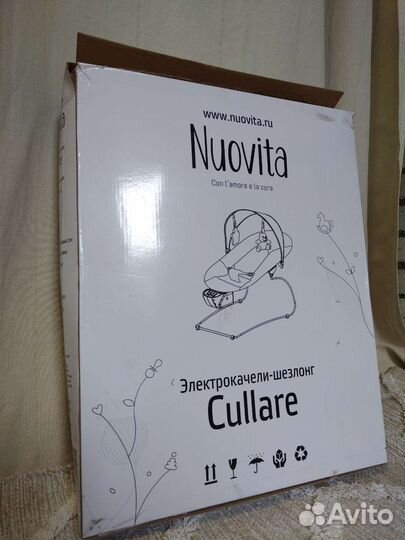 www.nuovita.ru
Nuovita
Con l'amore e la cura
Электрокачели-шезлонг
Cullare
Avito